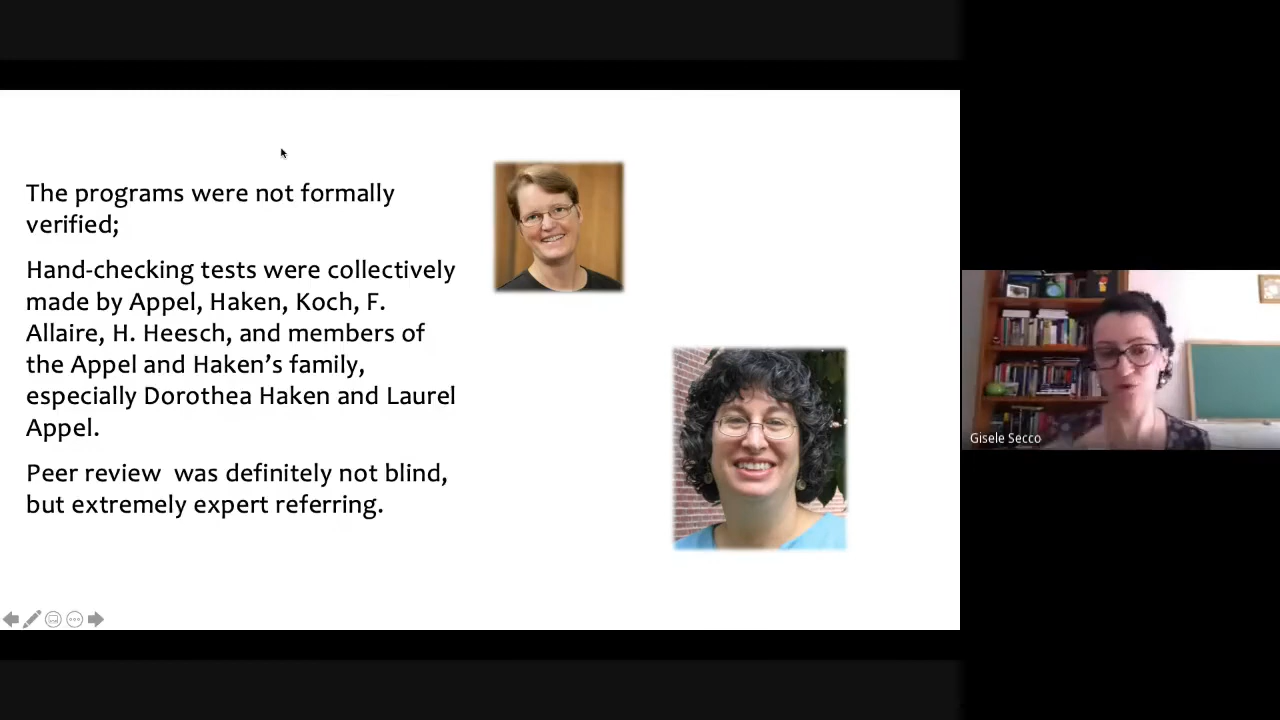 The programs were not formally
verified;
Hand-checking tests were collectively
made by Appel, Haken, Koch, F.
Allaire, H. Heesch, and members of
the Appel and Haken’s family,
especially Dorothea Haken and Laurel
Appel.
Peer review  was definitely not blind,
but extremely expert referring.
Gisele Secco